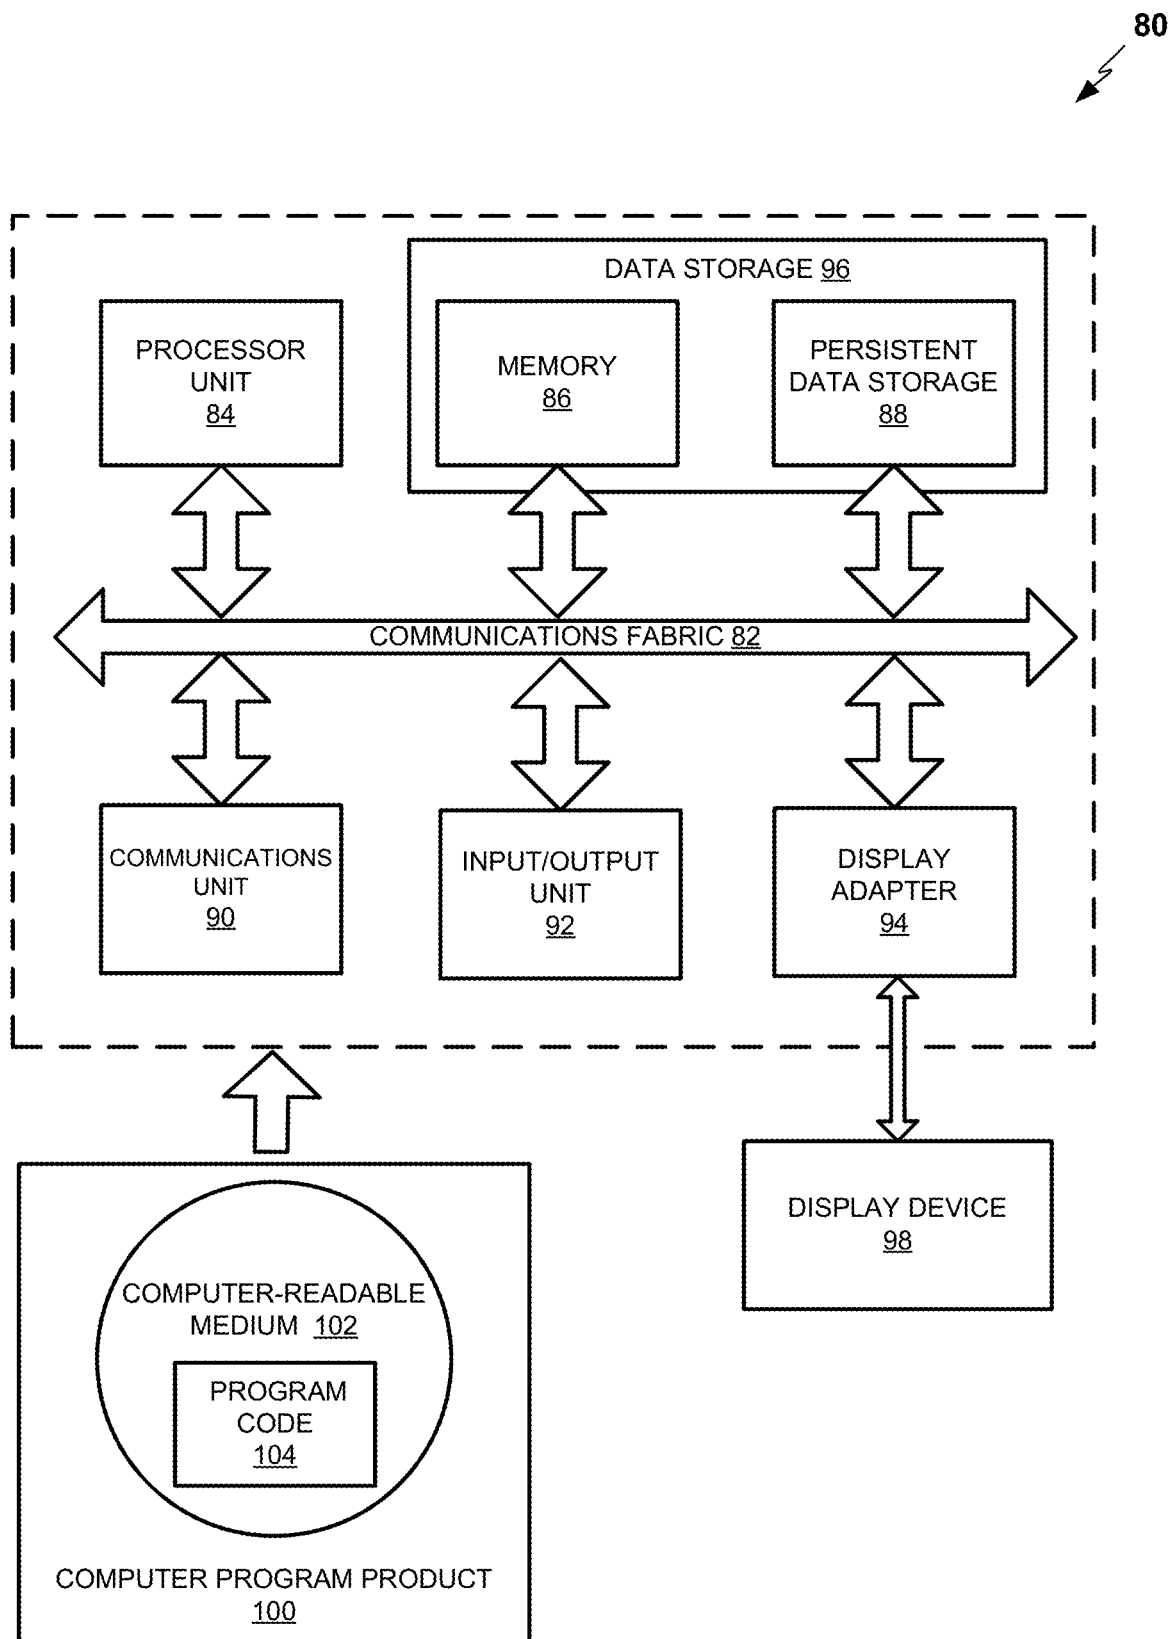 80
DATA STORAGE 96
PROCESSOR
UNIT
84
MEMORY
86
PERSISTENT
DATA STORAGE
88
COMMUNICATIONS FABRIC 82
COMMUNICATIONS
UNIT
90
INPUT/OUTPUT
UNIT
92
DISPLAY
ADAPTER
94
DISPLAY DEVICE
98
COMPUTER-READABLE
MEDIUM 102
PROGRAM
CODE
104
COMPUTER PROGRAM PRODUCT
100